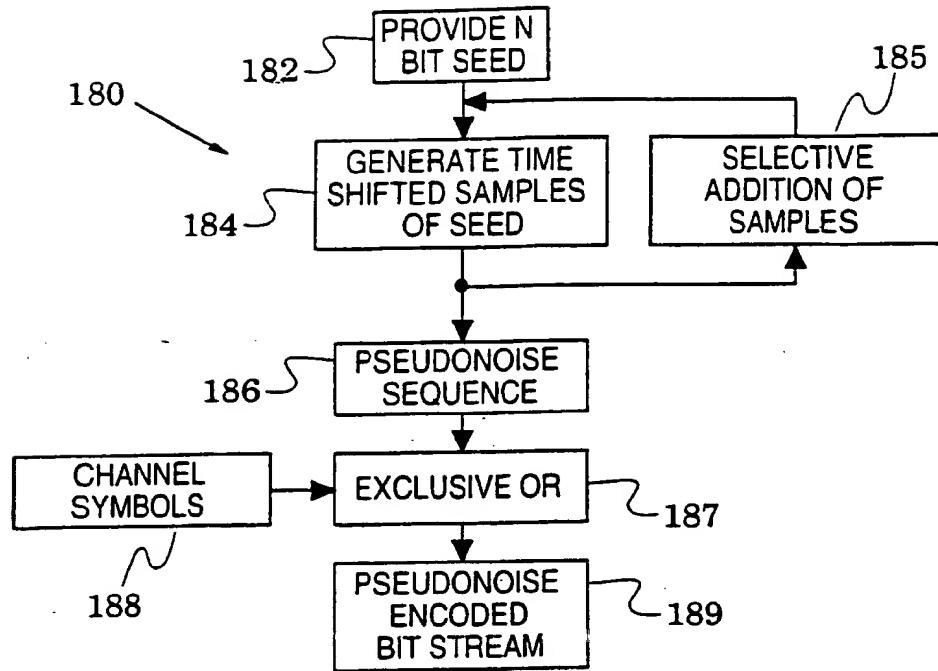 PROVIDE N
BIT SEED
182
185
180
GENERATE TIME
SHIFTED SAMPLES
OF SEED
SELECTIVE
ADDITION OF
SAMPLES
184
PSEUDONOISE
SEQUENCE
186
CHANNEL
SYMBOLS
EXCLUSIVE OR
187
188
PSEUDONOISE
ENCODED
BIT STREAM
189